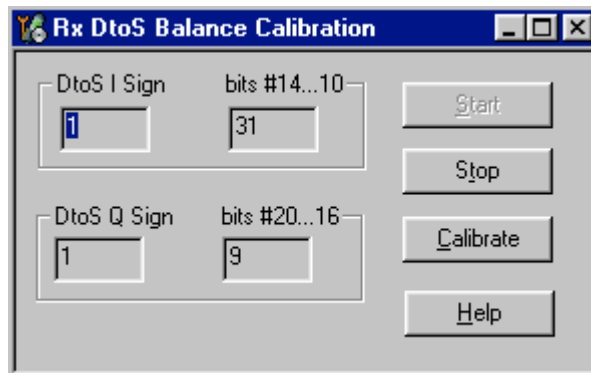 Rx DtoS Balance Calibration
DtoS I Sign bits #14...10
1 31
Start
Stop
DtoS Q Sign bits #20...16
1 9
Calibrate
Help